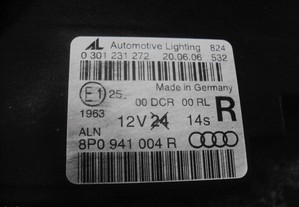 AL Automotive Lighting 824
0 301 231 272 20.06.06 532
Made in Germany
E1 25 00 DCR 00 RL R
1963 12V 24 14s
ALN
8P0 941 004 R